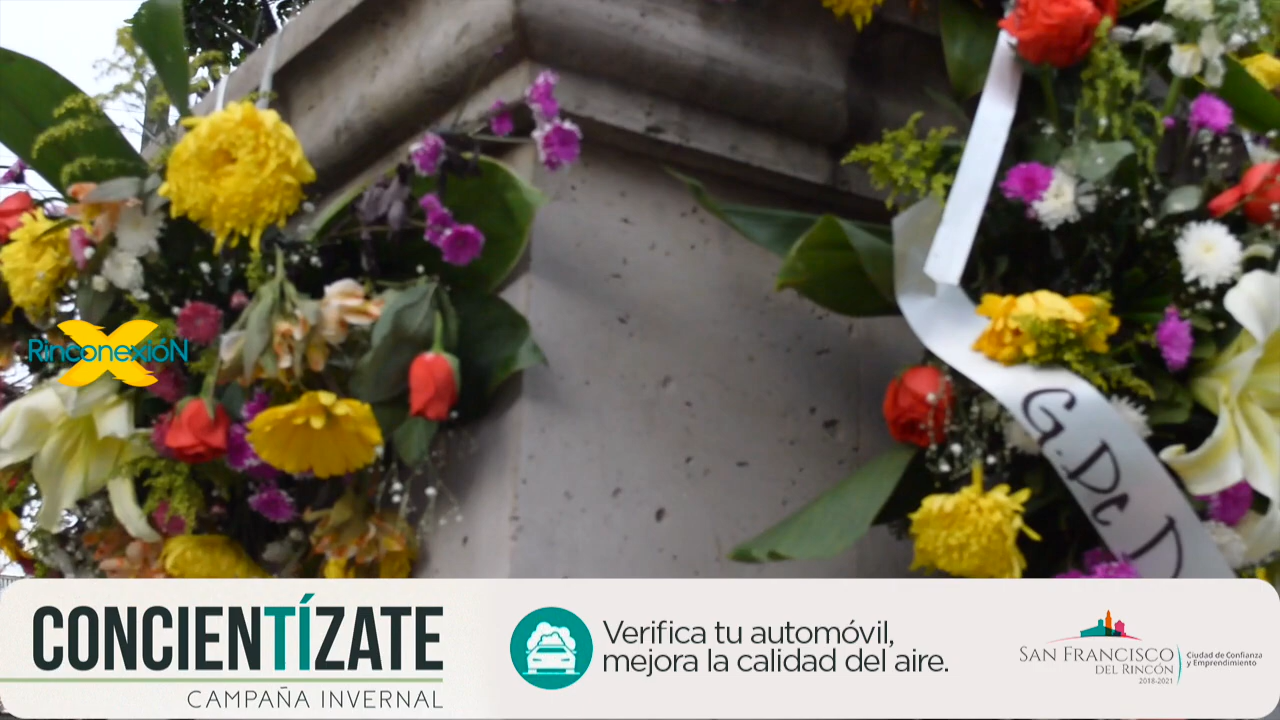 RinconexióN
G. Dc D
CONCIENTÍZATE
CAMPAÑA INVERNAL
Verifica tu automóvil,
mejora la calidad del aire.
SAN FRANCISCO
DEL RINCÓN
2018-2021
Ciudad de Confianza
y Emprendimiento